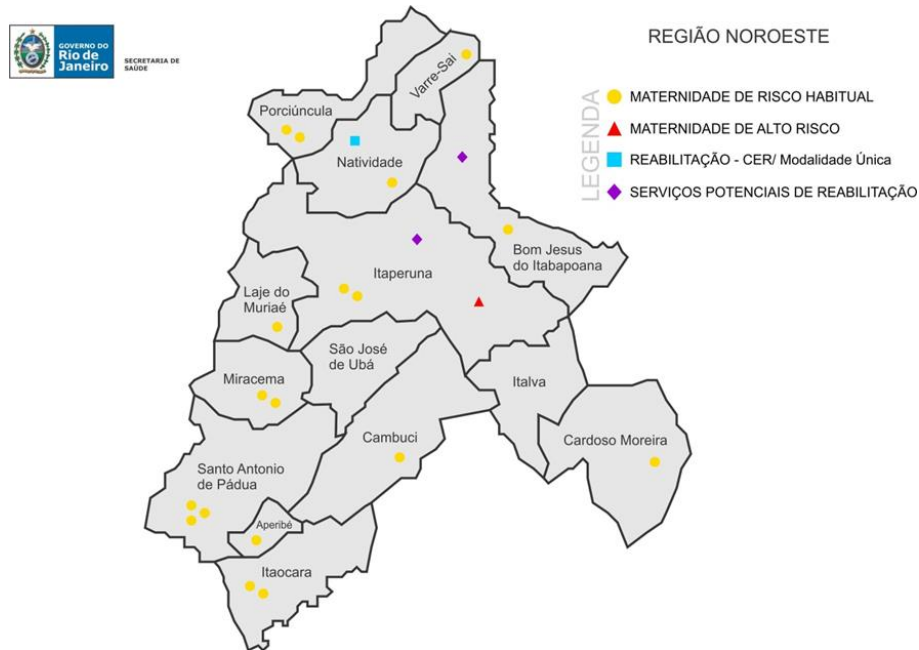 GOVERNO DO
Rio de
Janeiro
SECRETARIA DE
SAÚDE
REGIÃO NOROESTE
LEGENDA
MATERNIDADE DE RISCO HABITUAL
MATERNIDADE DE ALTO RISCO
REABILITAÇÃO - CER/ Modalidade Única
SERVIÇOS POTENCIAIS DE REABILITAÇÃO
Varre-Sai
Porciúncula
Natividade
Bom Jesus
do Itabapoana
Itaperuna
Laje do
Muriaé
São José
de Ubá
Miracema
Italva
Cambuci
Cardoso Moreira
Santo Antonio
de Pádua
Aperibé
Itaocara